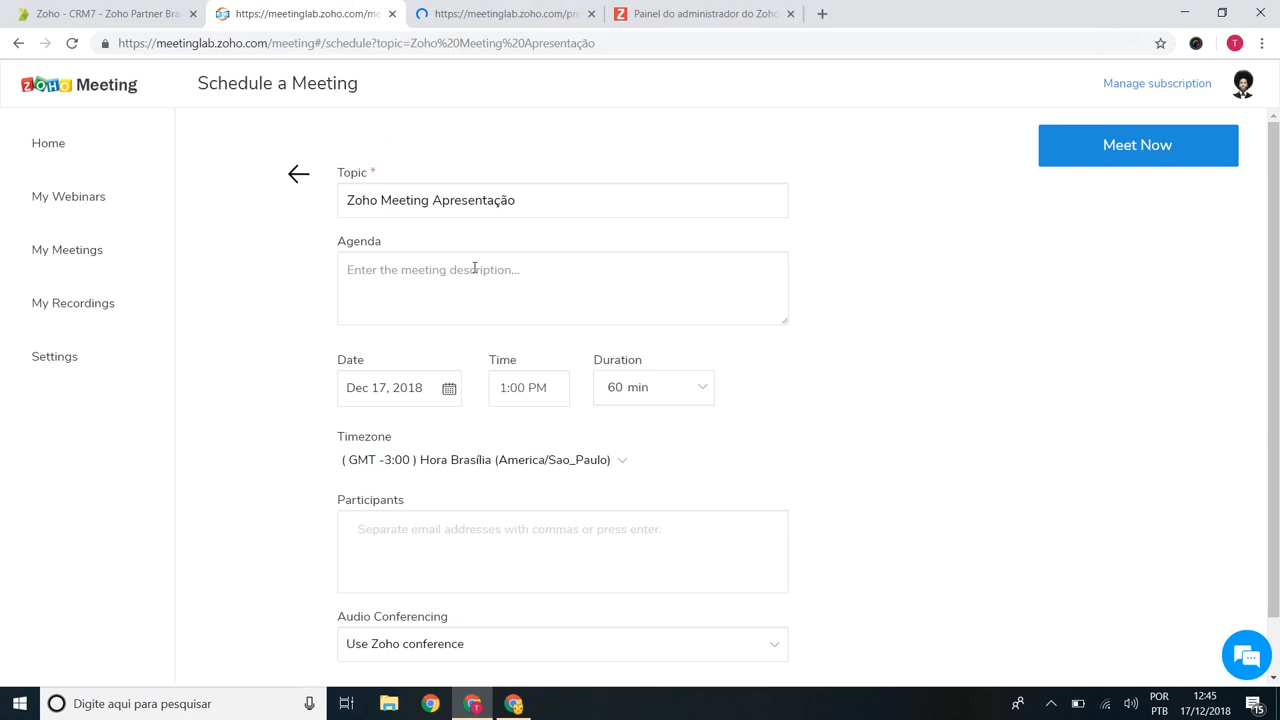 Zoho - CRM7 - Zoho Partner Bra
https://meetinglab.zoho.com/me
https://meetinglab.zoho.com/pre
Painel do administrador do Zoho
https://meetinglab.zoho.com/meeting#/schedule?topic=Zoho%20Meeting%20Apresentação
T
ZOHO Meeting
Schedule a Meeting
Manage subscription
Home
My Webinars
My Meetings
My Recordings
Settings
Meet Now
Topic *
Zoho Meeting Apresentação
Agenda
Enter the meeting description...
Date
Time
Duration
Dec 17, 2018
1:00 PM
60 min
Timezone
( GMT -3:00 ) Hora Brasília (America/Sao_Paulo)
Participants
Separate email addresses with commas or press enter.
Audio Conferencing
Use Zoho conference
Digite aqui para pesquisar
POR
PTB
12:45
17/12/2018
15